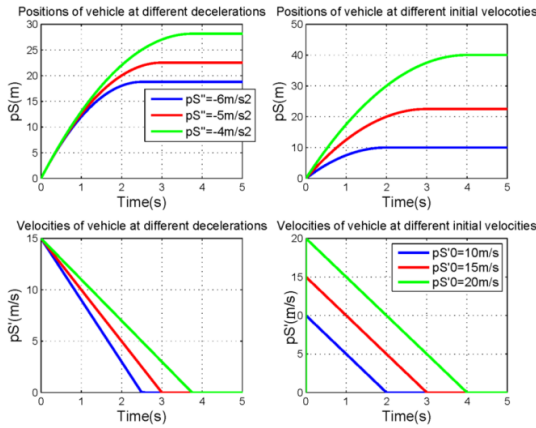 Positions of vehicle at different decelerations
pS(m)
30
25
20
15
10
5
0
pS''=-6m/s2
pS''=-5m/s2
pS''=-4m/s2
0 1 2 3 4 5
Time(s)
Positions of vehicle at different initial velocoties
pS(m)
50
40
30
20
10
0
0 1 2 3 4 5
Time(s)
Velocities of vehicle at different decelerations
pS'(m/s)
15
10
5
0
0 1 2 3 4 5
Time(s)
Velocities of vehicle at different initial velocities
pS'(m/s)
20
15
10
5
0
pS'0=10m/s
pS'0=15m/s
pS'0=20m/s
0 1 2 3 4 5
Time(s)